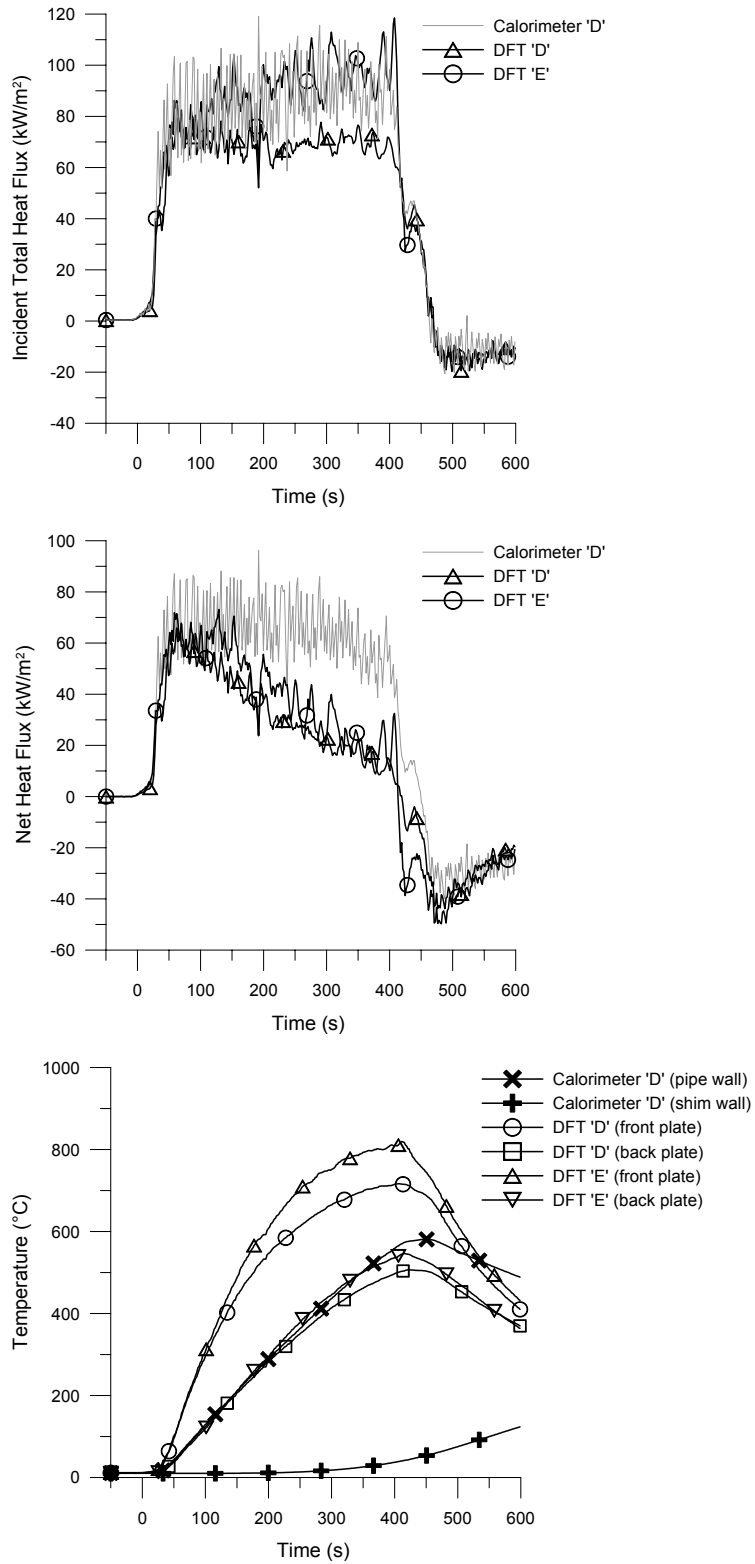 Calorimeter 'D'
DFT 'D'
DFT 'E'
120
100
80
60
40
20
0
-20
-40
Incident Total Heat Flux (kW/m²)
0 100 200 300 400 500 600
Time (s)
Calorimeter 'D'
DFT 'D'
DFT 'E'
100
80
60
40
20
0
-20
-40
-60
Net Heat Flux (kW/m²)
0 100 200 300 400 500 600
Time (s)
Calorimeter 'D' (pipe wall)
Calorimeter 'D' (shim wall)
DFT 'D' (front plate)
DFT 'D' (back plate)
DFT 'E' (front plate)
DFT 'E' (back plate)
1000
800
600
400
200
0
Temperature (°C)
0 100 200 300 400 500 600
Time (s)